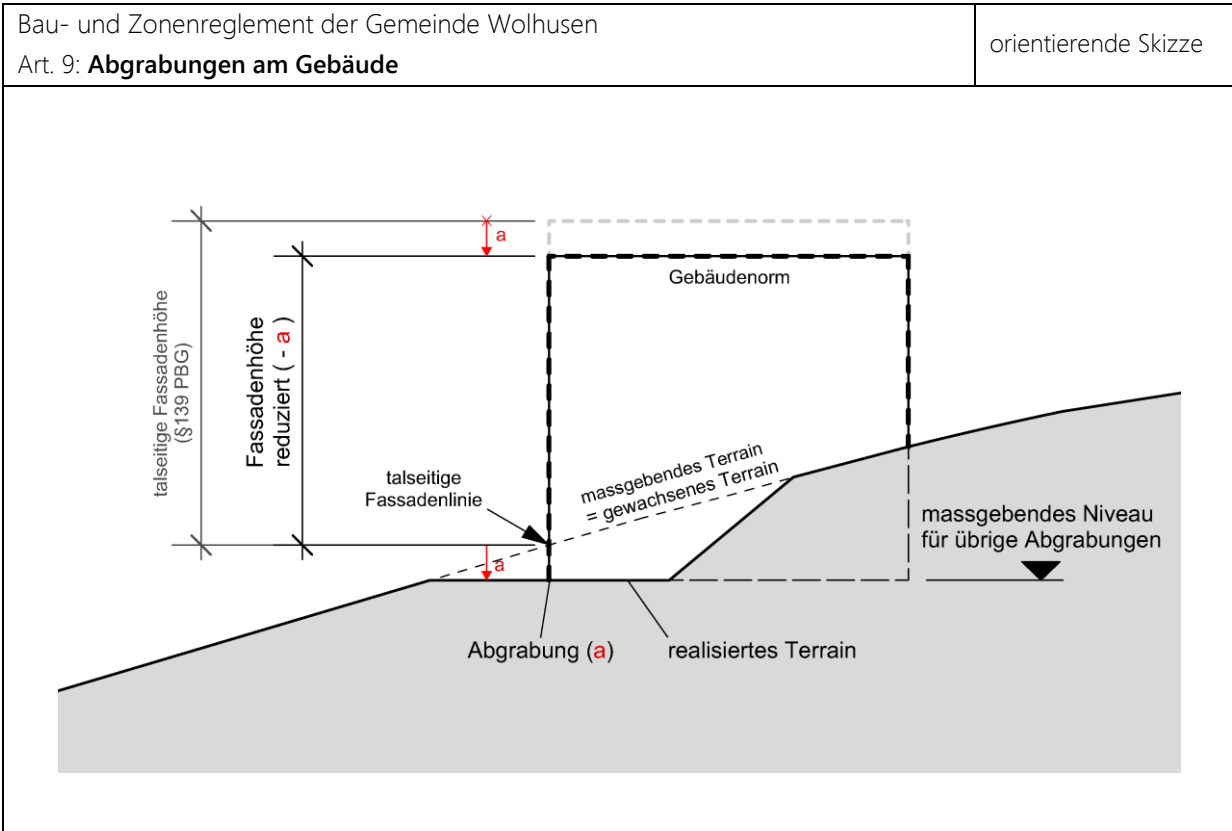 Bau- und Zonenreglement der Gemeinde Wolhusen
Art. 9: Abgrabungen am Gebäude
orientierende Skizze
a
Gebäudenorm
talseitige Fassadenhöhe
(§139 PBG)
Fassadenhöhe
reduziert ( - a )
talseitige
Fassadenlinie
massgebendes Terrain
= gewachsenes Terrain
massgebendes Niveau
für übrige Abgrabungen
a
Abgrabung (a)
realisiertes Terrain